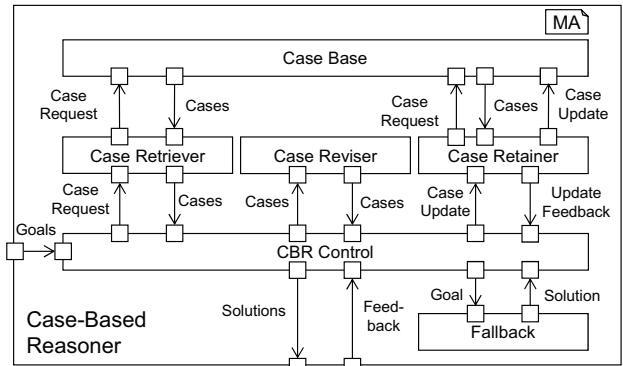 MA
Case Base
Case
Request
Cases
Case
Request
Cases
Case
Update
Case Retriever
Case Reviser
Case Retainer
Case
Request
Cases
Cases
Cases
Case
Update
Update
Feedback
Goals
CBR Control
Solutions
Feed-
back
Goal
Solution
Fallback
Case-Based
Reasoner